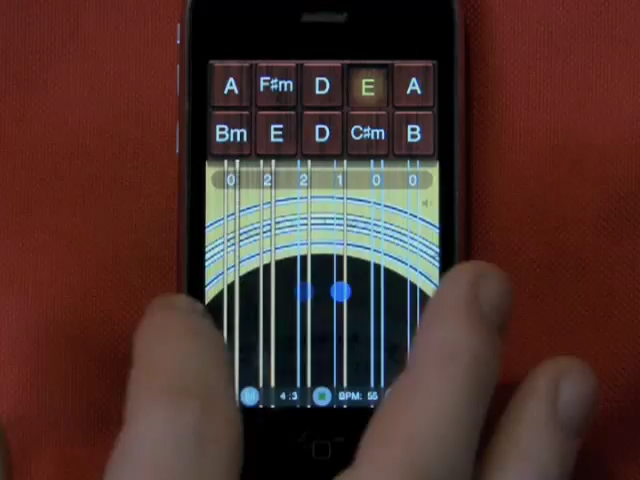 A F♯m D E A
Bm E D C♯m B
0 2 2 1 0 0
4:3 BPM: 55